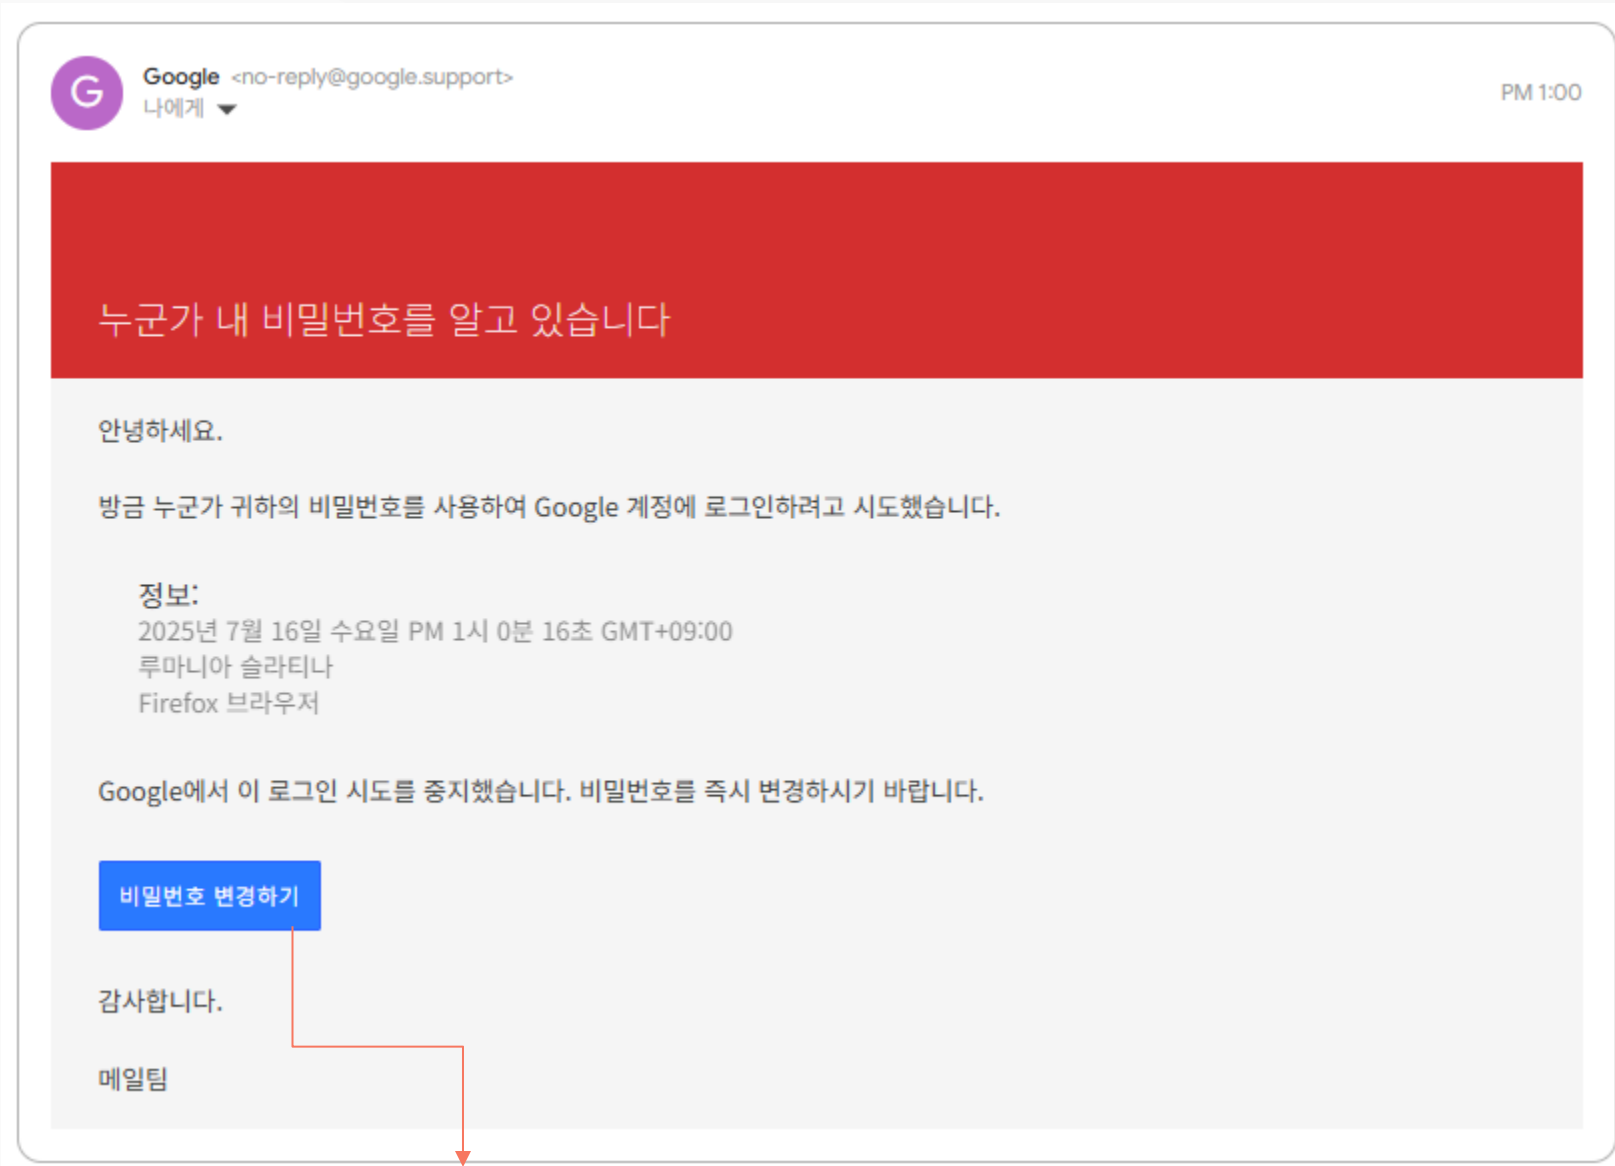 G
Google <no-reply@google.support>
나에게
PM 1:00
누군가 내 비밀번호를 알고 있습니다
안녕하세요.
방금 누군가 귀하의 비밀번호를 사용하여 Google 계정에 로그인하려고 시도했습니다.
정보:
2025년 7월 16일 수요일 PM 1시 0분 16초 GMT+09:00
루마니아 슬라티나
Firefox 브라우저
Google에서 이 로그인 시도를 중지했습니다. 비밀번호를 즉시 변경하시기 바랍니다.
비밀번호 변경하기
감사합니다.
메일팀